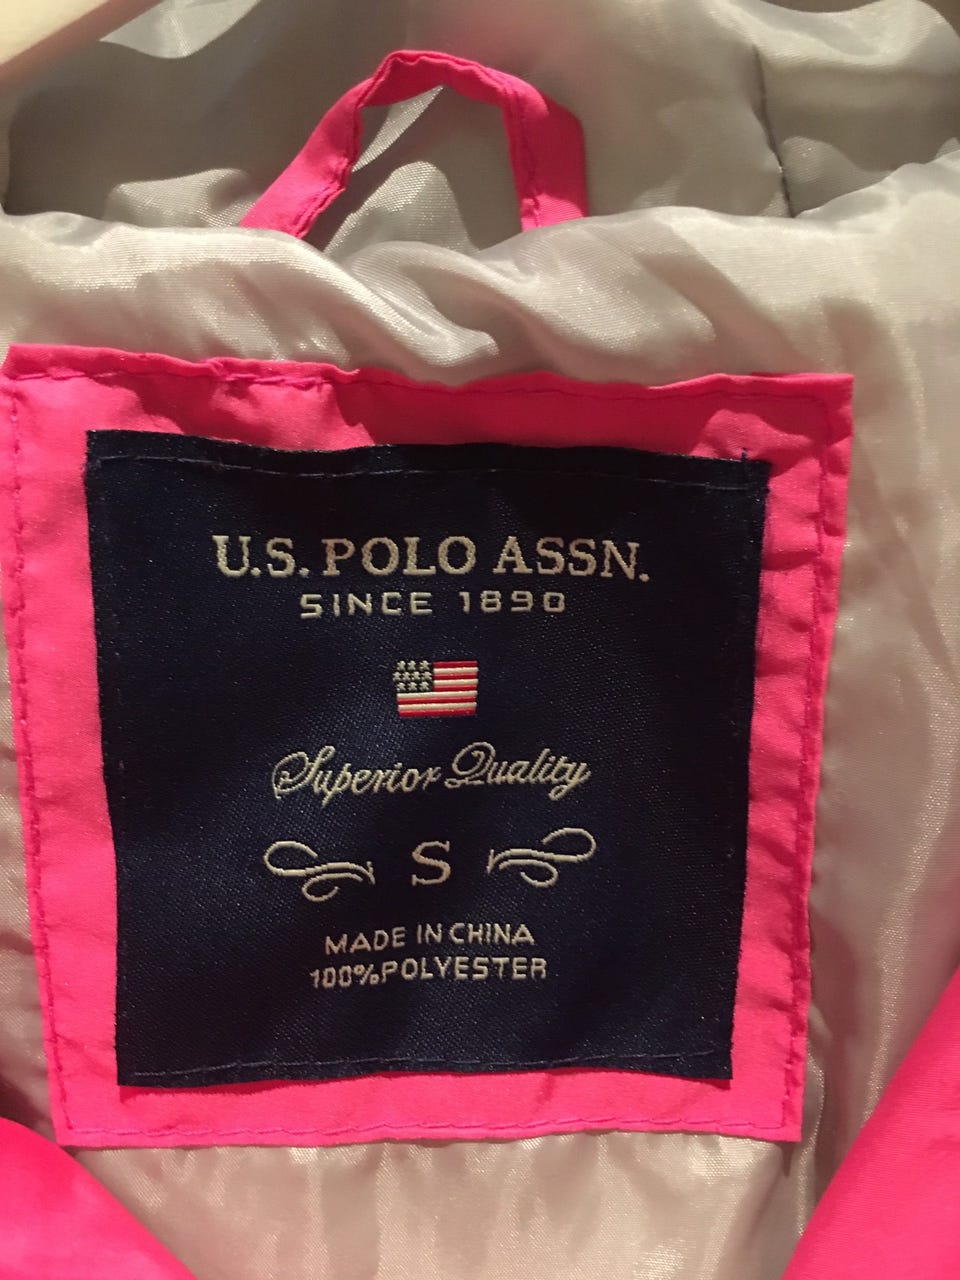 U.S. POLO ASSN.
SINCE 1890
Superior Quality
S
MADE IN CHINA
100%POLYESTER